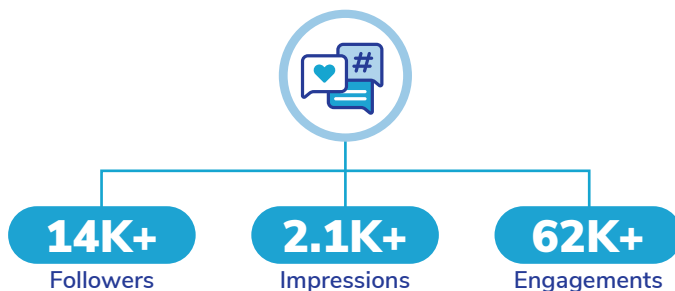 #
14K+ 2.1K+ 62K+
Followers Impressions Engagements